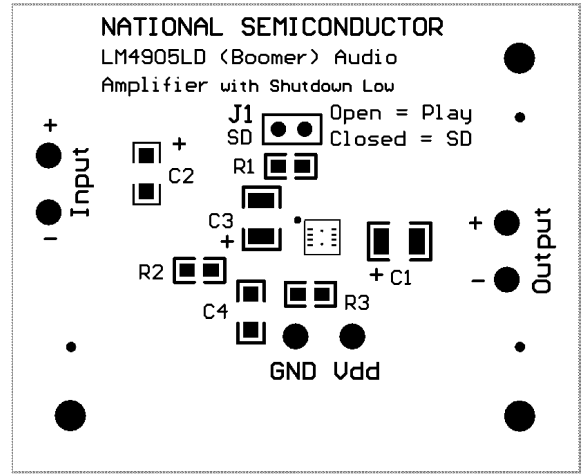 NATIONAL SEMICONDUCTOR
LM4905LD (Boomer) Audio
Amplifier with Shutdown Low
J1 Open = Play
SD Closed = SD
+
+
R1
C2
Input
C3
+
-
+
Output
R2
+ C1
-
C4
R3
GND Vdd